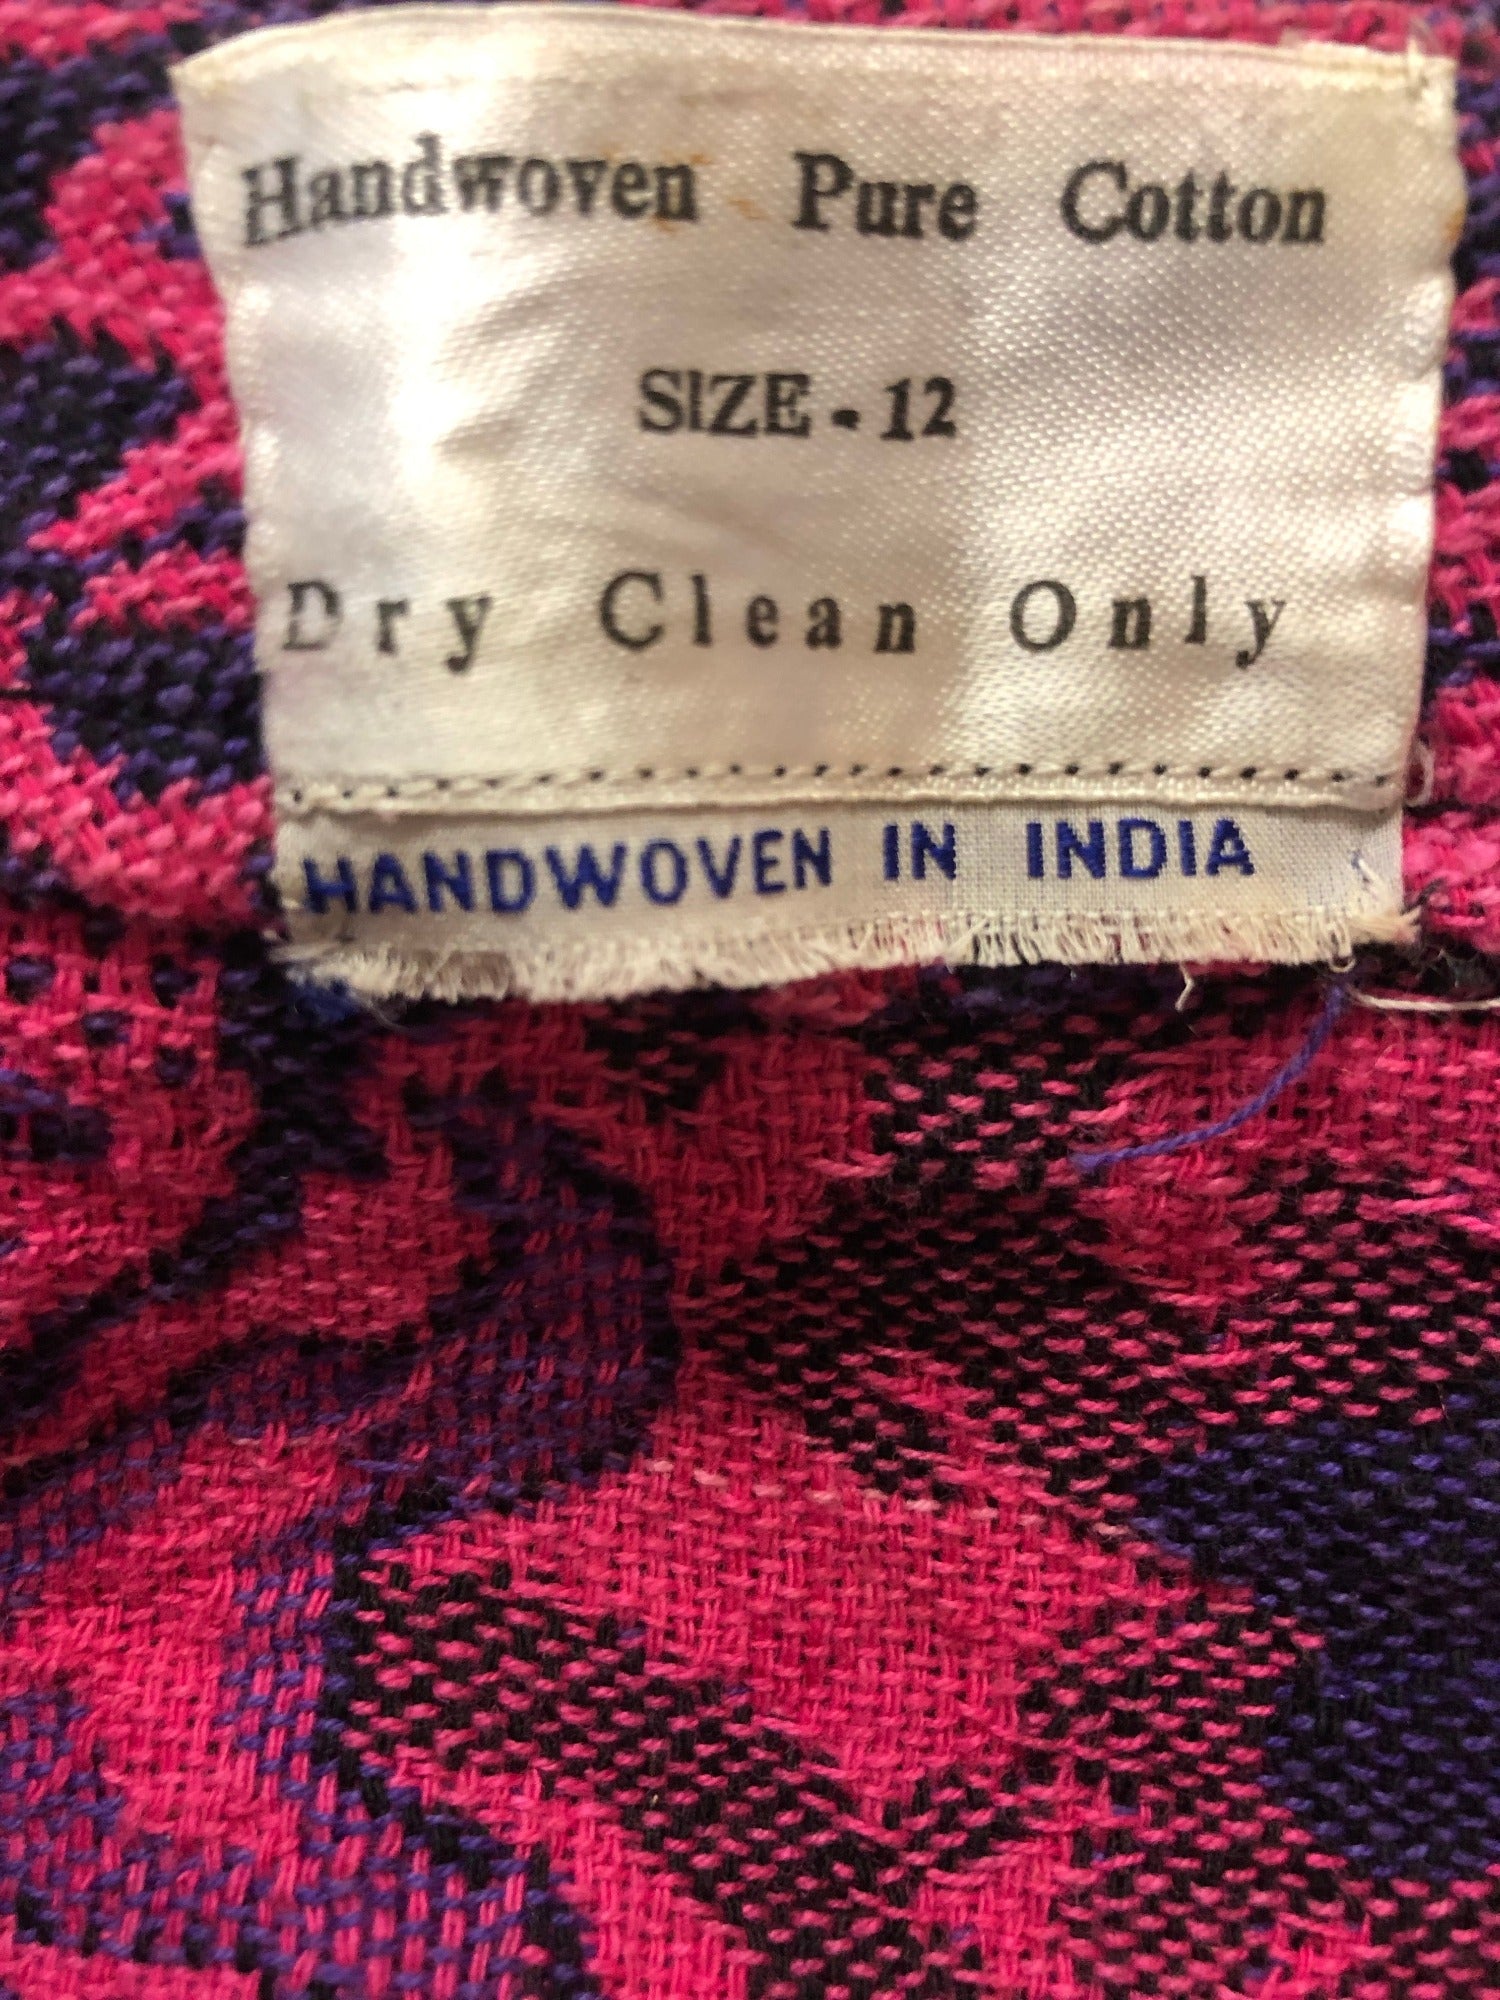 Handwoven Pure Cotton
SIZE - 12
Dry Clean Only
HANDWOVEN IN INDIA